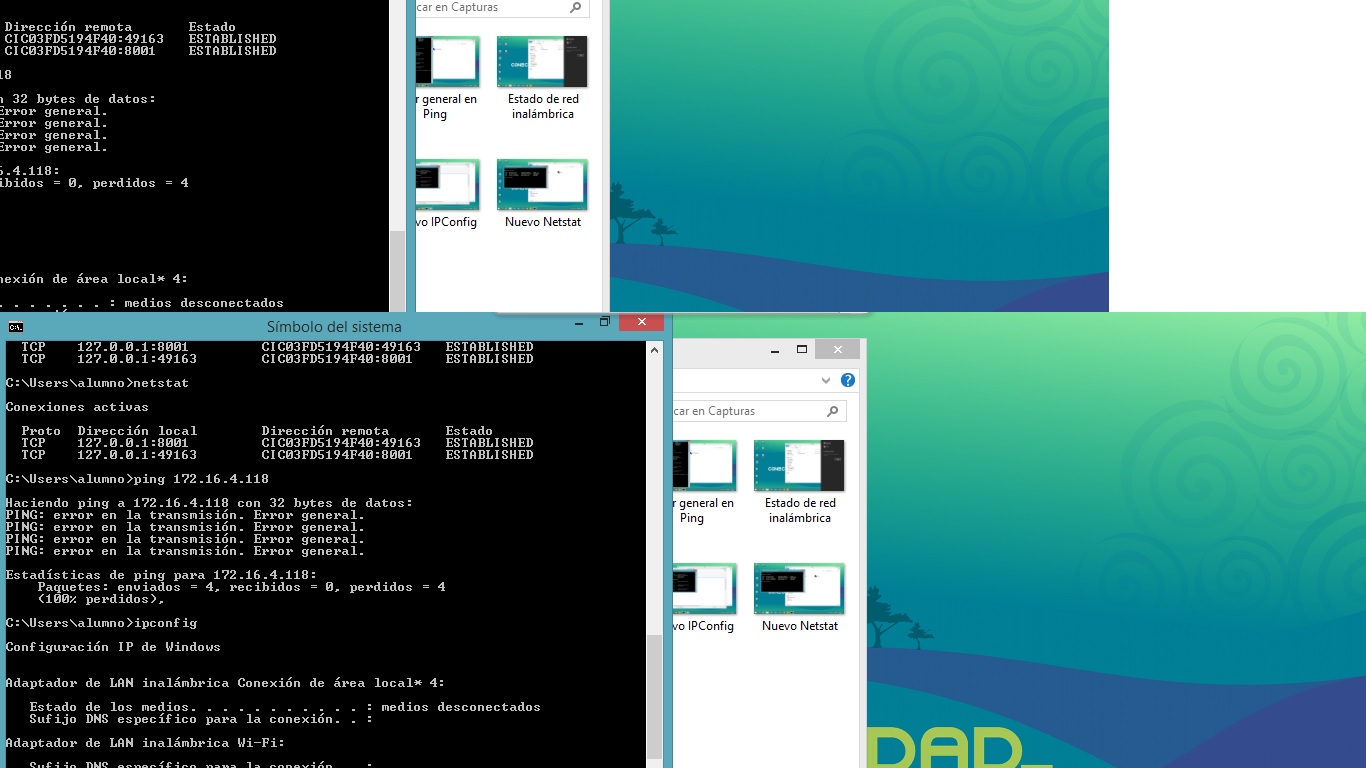 car en Capturas
Dirección remota Estado
CIC03FD5194F40:49163 ESTABLISHED
CIC03FD5194F40:8001 ESTABLISHED
18
n 32 bytes de datos:
Error general.
Error general.
Error general.
Error general.
6.4.118:
ibidos = 0, perdidos = 4
nexión de área local* 4:
. . . . . . . : medios desconectados
r general en
Ping
Estado de red
inalámbrica
vo IPConfig
Nuevo Netstat
C:\.
Símbolo del sistema
TCP 127.0.0.1:8001 CIC03FD5194F40:49163 ESTABLISHED
TCP 127.0.0.1:49163 CIC03FD5194F40:8001 ESTABLISHED
C:\Users\alumno>netstat
Conexiones activas
Proto Dirección local Dirección remota Estado
TCP 127.0.0.1:8001 CIC03FD5194F40:49163 ESTABLISHED
TCP 127.0.0.1:49163 CIC03FD5194F40:8001 ESTABLISHED
C:\Users\alumno>ping 172.16.4.118
Haciendo ping a 172.16.4.118 con 32 bytes de datos:
PING: error en la transmisión. Error general.
PING: error en la transmisión. Error general.
PING: error en la transmisión. Error general.
PING: error en la transmisión. Error general.
Estadísticas de ping para 172.16.4.118:
Paquetes: enviados = 4, recibidos = 0, perdidos = 4
(100% perdidos),
C:\Users\alumno>ipconfig
Configuración IP de Windows
Adaptador de LAN inalámbrica Conexión de área local* 4:
Estado de los medios. . . . . . . . . . . : medios desconectados
Sufijo DNS específico para la conexión. . :
Adaptador de LAN inalámbrica Wi-Fi:
Sufijo DNS específico para la conexión. . :
car en Capturas
r general en
Ping
Estado de red
inalámbrica
vo IPConfig
Nuevo Netstat
DAD_